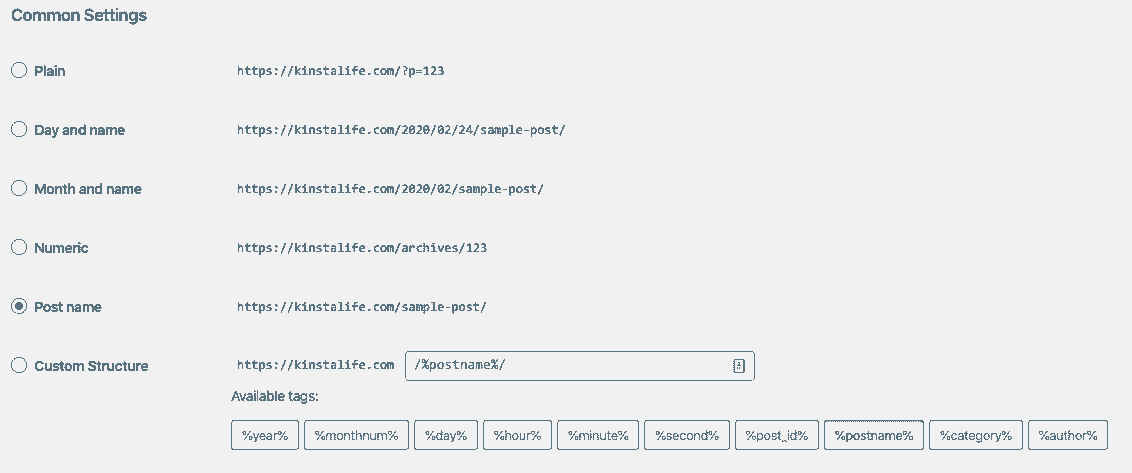 Common Settings
Plain https://kinstalife.com/?p=123
Day and name https://kinstalife.com/2020/02/24/sample-post/
Month and name https://kinstalife.com/2020/02/sample-post/
Numeric https://kinstalife.com/archives/123
Post name https://kinstalife.com/sample-post/
Custom Structure https://kinstalife.com /%postname%/
Available tags:
%year% %monthnum% %day% %hour% %minute% %second% %post_id% %postname% %category% %author%